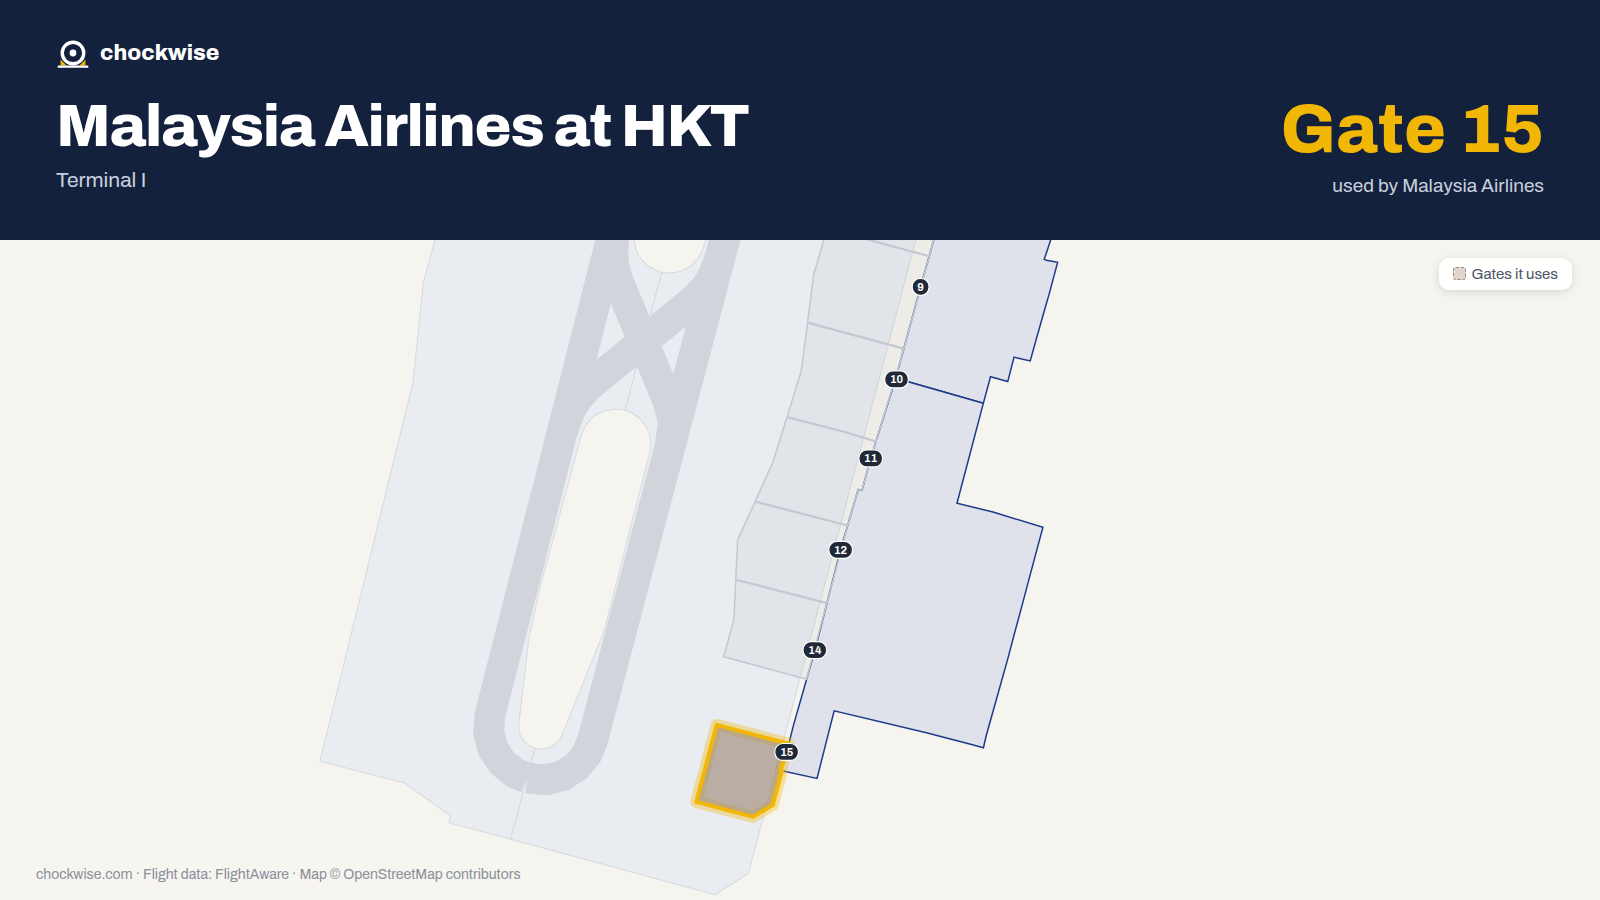 chockwise
Malaysia Airlines at HKT
Terminal I
Gate 15
used by Malaysia Airlines
Gates it uses
9
10
11
12
14
15
chockwise.com · Flight data: FlightAware · Map © OpenStreetMap contributors